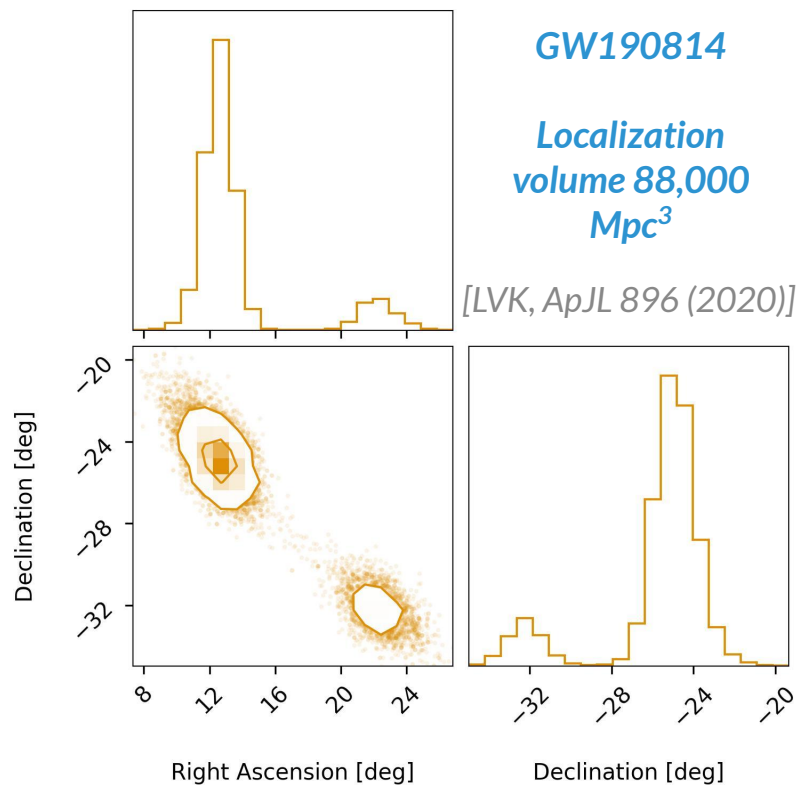 GW190814
Localization
volume 88,000
Mpc³
[LVK, ApJL 896 (2020)]
−20
−24
−28
−32
Declination [deg]
8
12
16
20
24
Right Ascension [deg]
−32
−28
−24
−20
Declination [deg]